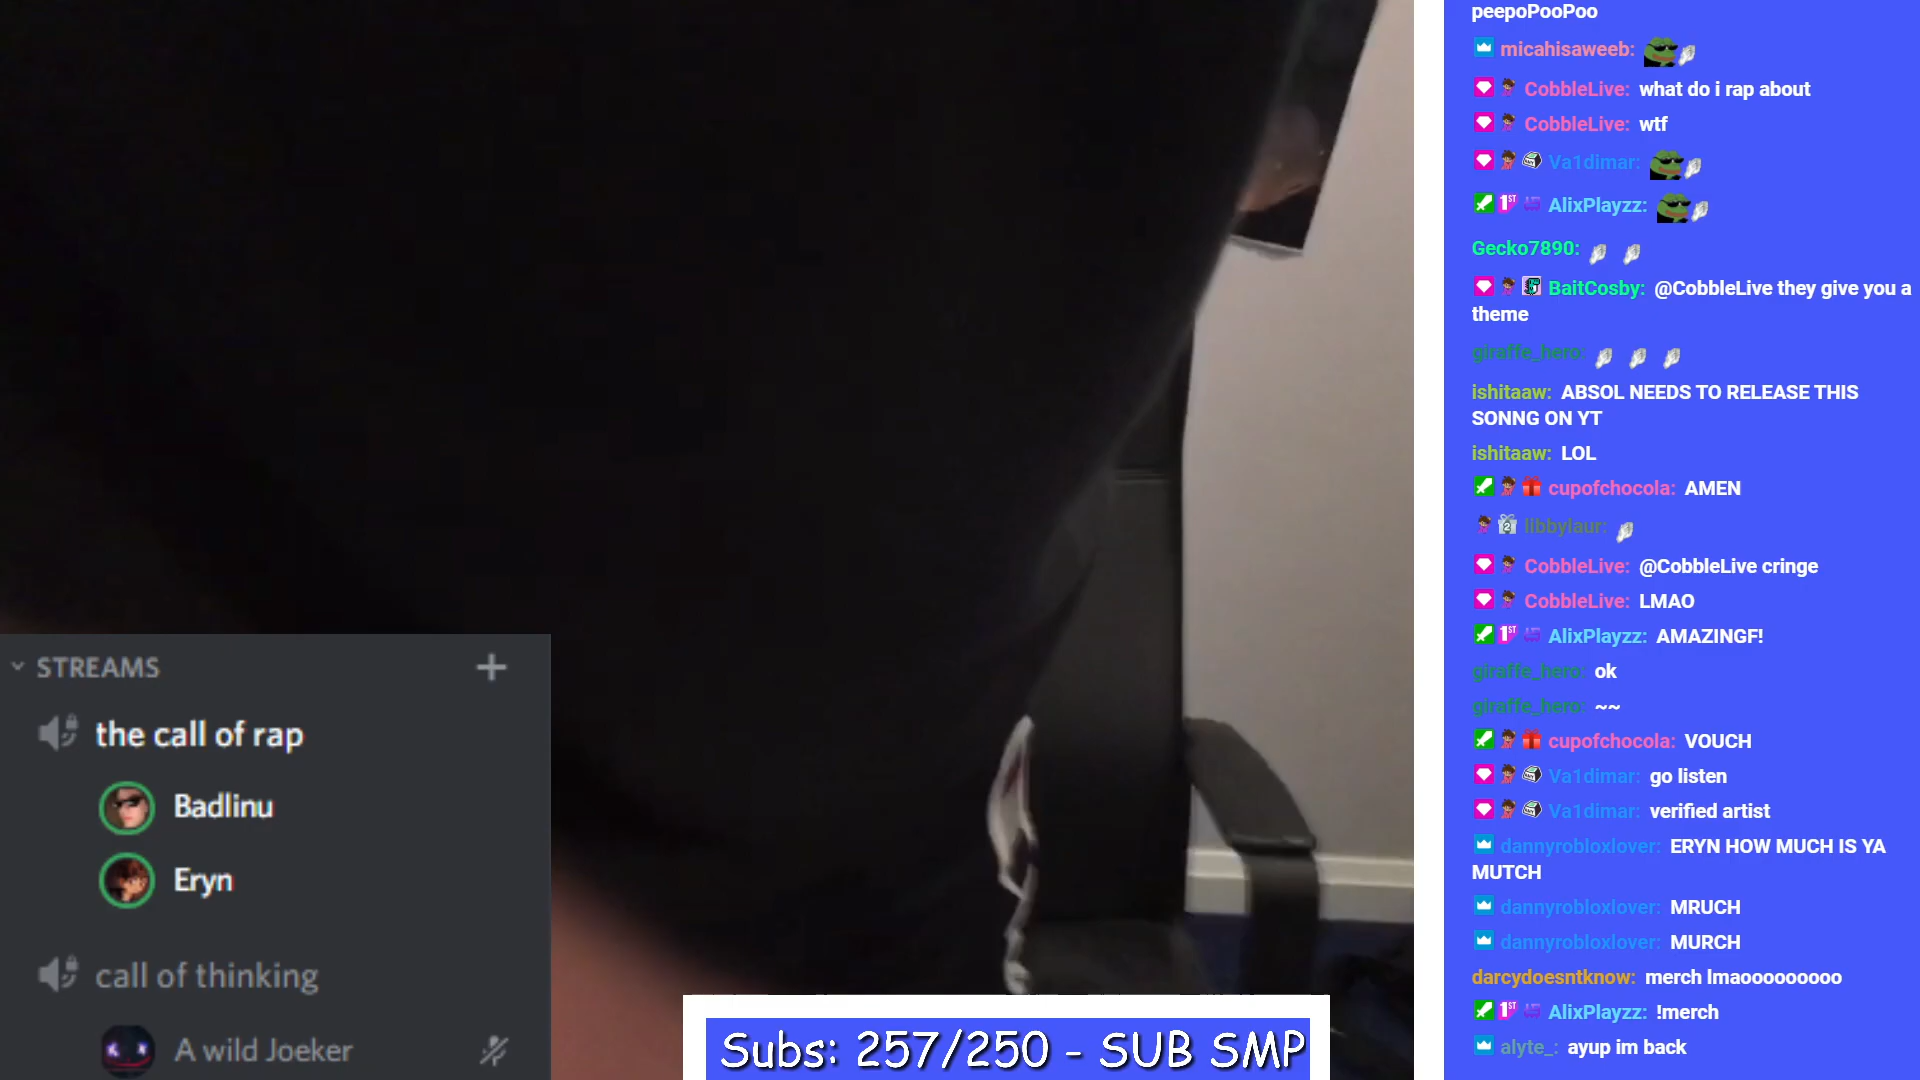 peepoPooPoo
micahisaweeb:
CobbleLive: what do i rap about
CobbleLive: wtf
Va1dimar:
AlixPlayzz:
Gecko7890:
BaitCosby: @CobbleLive they give you a
theme
giraffe_hero:
ishitaaw: ABSOL NEEDS TO RELEASE THIS
SONNG ON YT
ishitaaw: LOL
cupofchocola: AMEN
libbylaur:
CobbleLive: @CobbleLive cringe
CobbleLive: LMAO
AlixPlayzz: AMAZINGF!
giraffe_hero: ok
giraffe_hero: ~~
cupofchocola: VOUCH
Va1dimar: go listen
Va1dimar: verified artist
dannyrobloxlover: ERYN HOW MUCH IS YA
MUTCH
dannyrobloxlover: MRUCH
dannyrobloxlover: MURCH
darcydoesntknow: merch lmaooooooooo
AlixPlayzz: !merch
alyte_: ayup im back
STREAMS
the call of rap
Badlinu
Eryn
call of thinking
A wild Joeker
Subs: 257/250 - SUB SMP